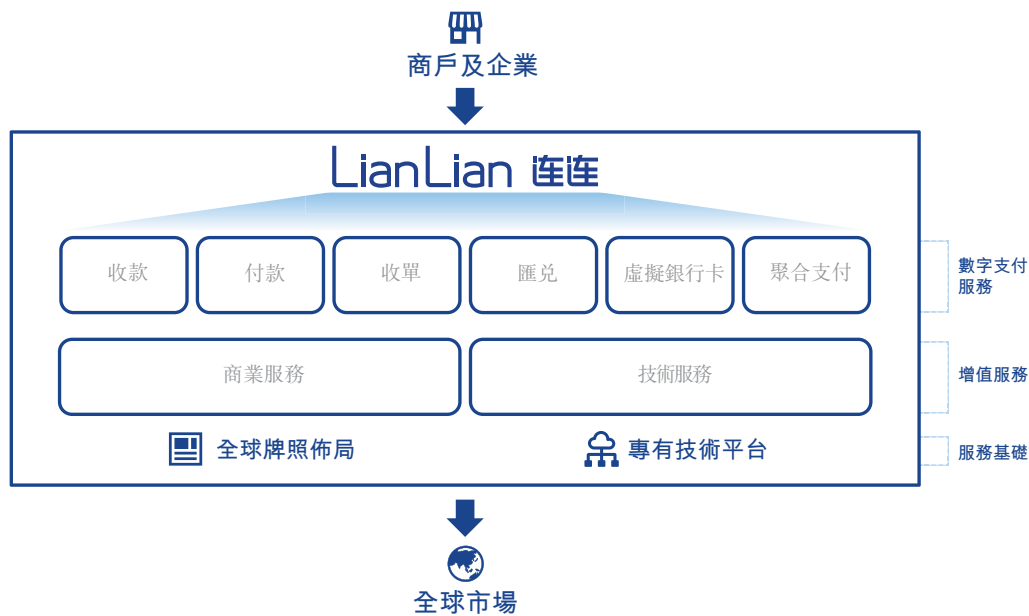 商戶及企業
LianLian 连连
收款
付款
收單
匯兑
虛擬銀行卡
聚合支付
數字支付
服務
商業服務
技術服務
增值服務
全球牌照佈局
專有技術平台
服務基礎
全球市場